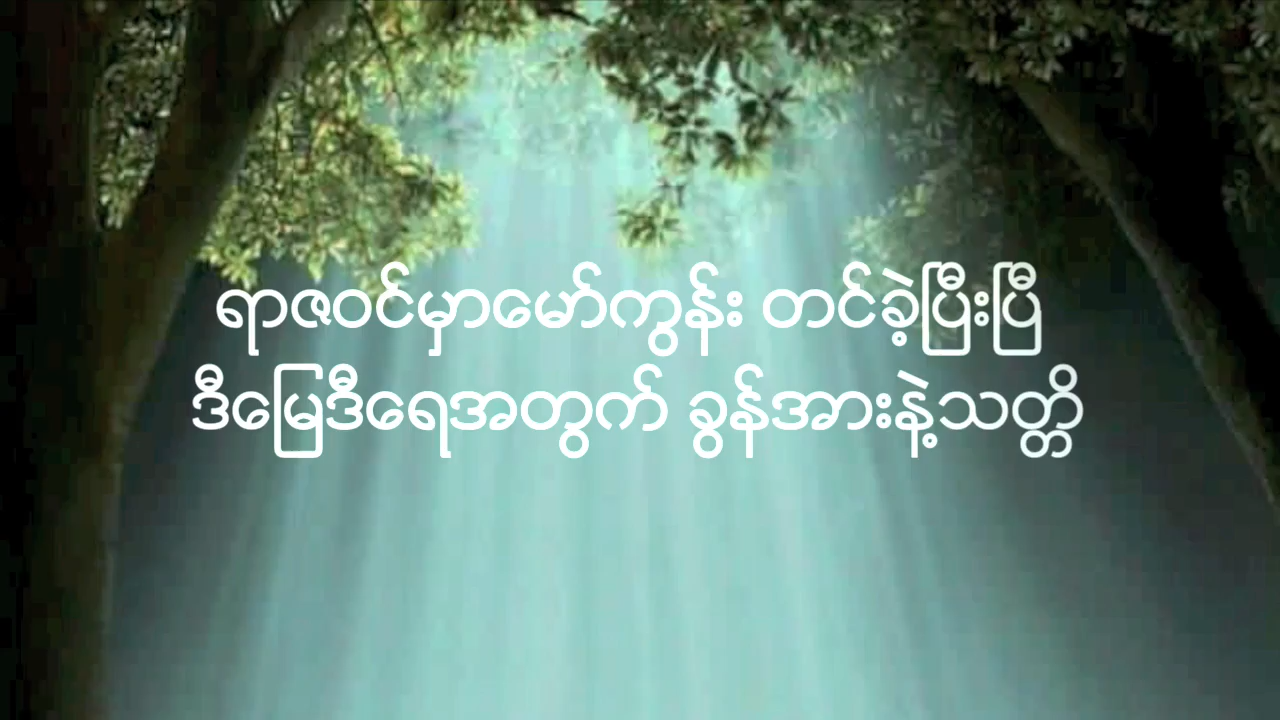 ရာဇဝင်မှာမော်ကွန်း တင်ခဲ့ပြီးပြီ
ဒီမြေဒီရေအတွက် ခွန်အားနဲ့သတ္တိ